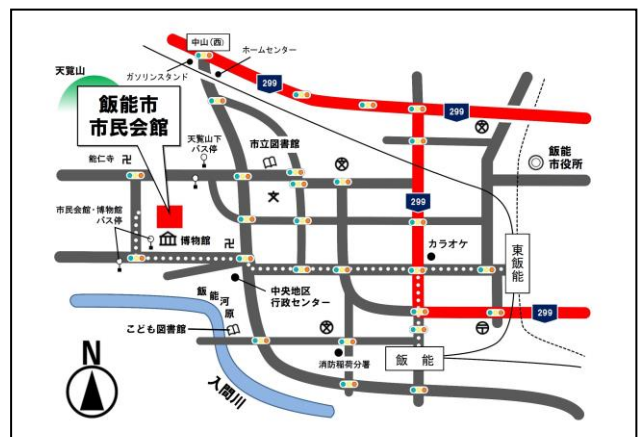 中山(西)
ホームセンター
ガソリンスタンド
天覧山
299
299
飯能市
市民会館
天覧山下
バス停
市立図書館
飯能
市役所
能仁寺
文
299
市民会館・博物館
バス停
博物館
カラオケ
東飯能
中央地区
行政センター
飯能河原
299
こども図書館
消防稲荷分署
飯 能
入間川
N